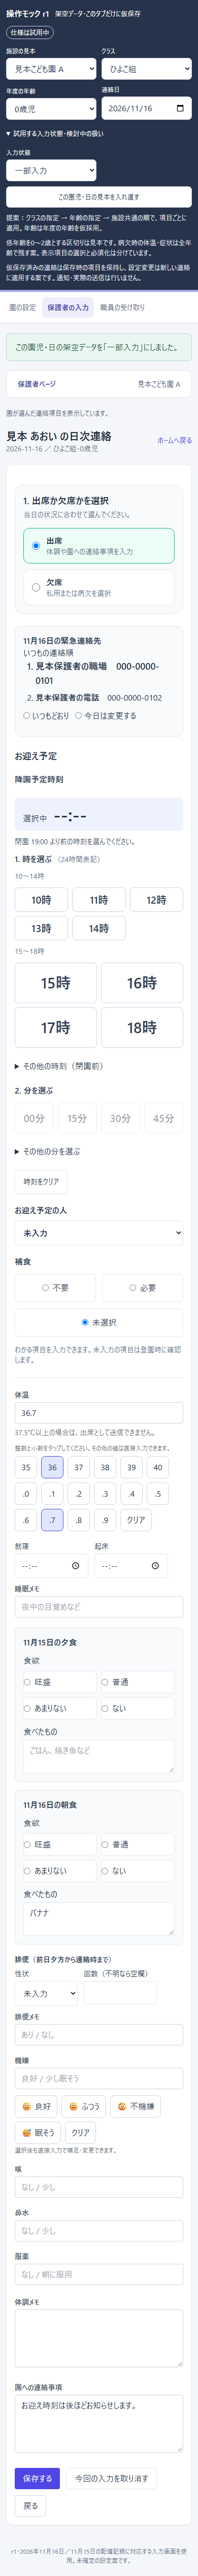 操作モック r1 架空データ・このタブだけに仮保存
仕様は試用中
施設の見本
クラス
見本こども園 A
ひよこ組
年度の年齢
連絡日
0歳児
2026/11/16
▼ 試用する入力状態・検討中の扱い
入力状態
一部入力
この園児・日の見本を入れ直す
提案：クラスの指定 → 年齢の指定 → 施設共通の順で、項目ごとに適用。年齢は年度の年齢を採用。
低年齢を0〜2歳とする区切りは見本です。病欠時の体温・症状は全年齢で残す案。表示項目の選択と必須化は分けています。
仮保存済みの連絡は保存時の項目を保持し、設定変更は新しい連絡に適用する案です。通知・実際の送信は行いません。
園の設定 保護者の入力 職員の受け取り
この園児・日の架空データを「一部入力」にしました。
保護者ページ
見本こども園 A
園が選んだ連絡項目を表示しています。
見本 あおい の日次連絡
ホームへ戻る
2026-11-16 ／ ひよこ組・0歳児
1. 出席か欠席かを選択
当日の状況に合わせて選んでください。
出席
体調や園への連絡事項を入力
欠席
私用または病欠を選択
11月16日の緊急連絡先
いつもの連絡順
1. 見本保護者の職場 000-0000-0101
2. 見本保護者の電話 000-0000-0102
いつもどおり 今日は変更する
お迎え予定
降園予定時刻
選択中 --:--
閉園 19:00 より前の時刻を選んでください。
1. 時を選ぶ （24時間表記）
10〜14時
10時 11時 12時
13時 14時
15〜18時
15時 16時
17時 18時
▶ その他の時刻（閉園前）
2. 分を選ぶ
00分 15分 30分 45分
▶ その他の分を選ぶ
時刻をクリア
お迎え予定の人
未入力
補食
不要 必要
未選択
わかる項目を入力できます。未入力の項目は登園時に確認します。
体温
36.7
37.5℃以上の場合は、出席として送信できません。
整数と小数をタップしてください。その他の値は直接入力できます。
35 36 37 38 39 40
.0 .1 .2 .3 .4 .5
.6 .7 .8 .9 クリア
就寝 起床
--:-- --:--
睡眠メモ
夜中の目覚めなど
11月15日の夕食
食欲
旺盛 普通
あまりない ない
食べたもの
ごはん、焼き魚など
11月16日の朝食
食欲
旺盛 普通
あまりない ない
食べたもの
バナナ
排便（前日夕方から連絡時まで）
性状 回数（不明なら空欄）
未入力
排便メモ
あり / なし
機嫌
良好 / 少し眠そう
良好 ふつう 不機嫌
眠そう クリア
選択後も直接入力で補足・変更できます。
咳
なし / 少し
鼻水
なし / 少し
服薬
なし / 朝に服用
体調メモ
園への連絡事項
お迎え時刻は後ほどお知らせします。
保存する 今回の入力を取り消す
戻る
r1・2026年11月16日／11月15日の配備記録に対応する入力画面を使用。未確定の設定案です。